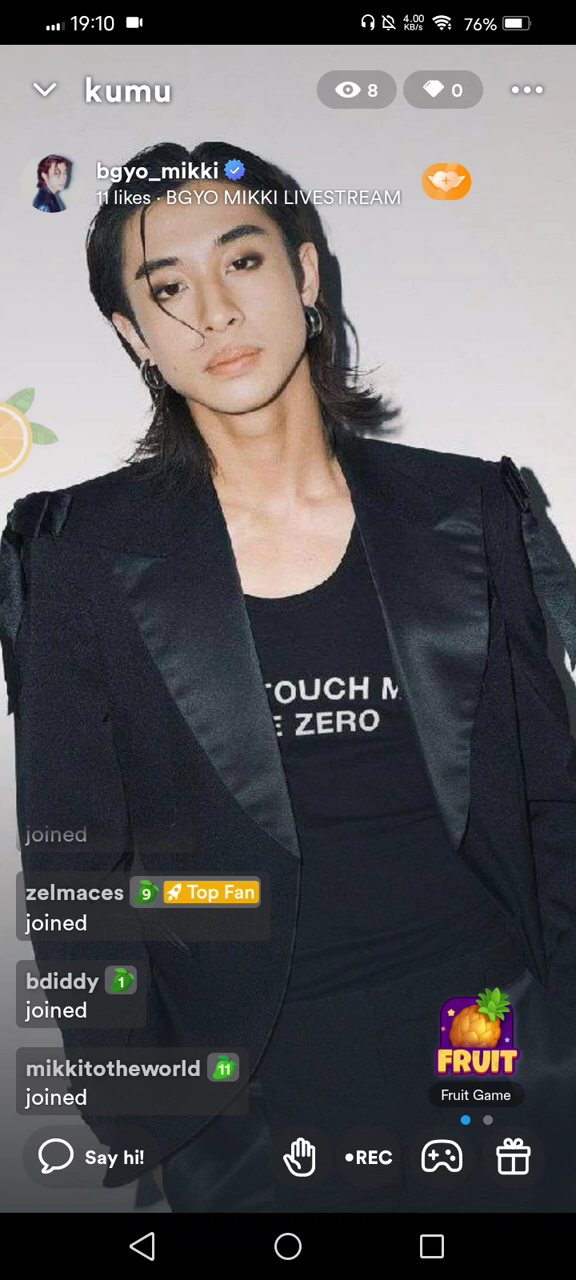 19:10 4.00 KB/s 76%
kumu 8 0
bgyo_mikki
11 likes · BGYO MIKKI LIVESTREAM
TOUCH M
E ZERO
joined
zelmaces 9 Top Fan
joined
bdiddy 1
joined
mikkitotheworld 11
joined
FRUIT
Fruit Game
Say hi! •REC